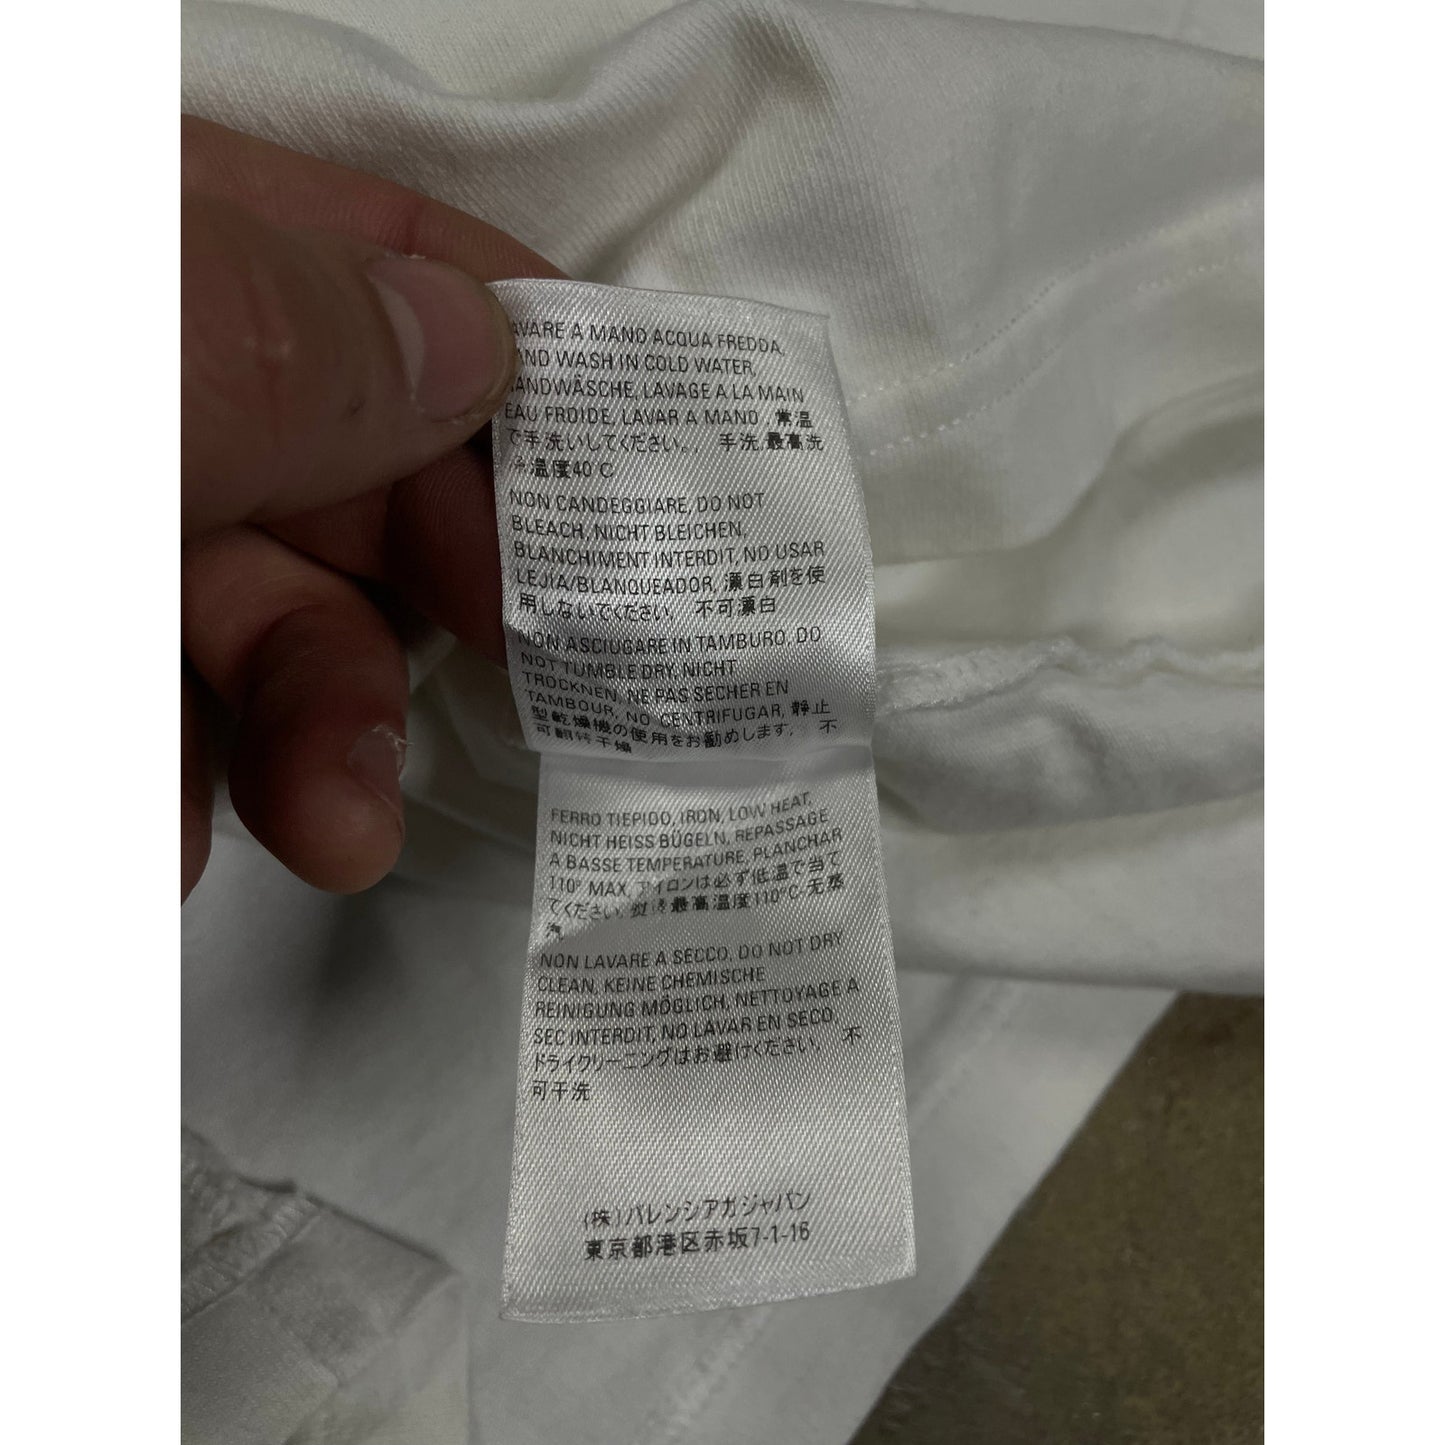 AVARE A MANO ACQUA FREDDA,
AND WASH IN COLD WATER,
ANDWÄSCHE, LAVAGE A LA MAIN
EAU FROIDE, LAVAR A MANO, 常温
で手洗いしてください。, 手洗,最高洗
温度40℃
NON CANDEGGIARE, DO NOT
BLEACH, NICHT BLEICHEN,
BLANCHIMENT INTERDIT, NO USAR
LEJIA/BLANQUEADOR, 漂白剤を使
用しないでください, 不可漂白
NON ASCIUGARE IN TAMBURO, DO
NOT TUMBLE DRY, NICHT
TROCKNEN, NE PAS SECHER EN
TAMBOUR, NO CENTRIFUGAR, 静止
型乾燥機の使用をお勧めします, 不
可翻转干燥
FERRO TIEPIDO, IRON, LOW HEAT,
NICHT HEISS BÜGELN, REPASSAGE
A BASSE TEMPERATURE, PLANCHAR
110° MAX, アイロンは必ず低温で当て
てください, 熨烫最高温度110℃-无蒸
汽
NON LAVARE A SECCO, DO NOT DRY
CLEAN, KEINE CHEMISCHE
REINIGUNG MÖGLICH, NETTOYAGE A
SEC INTERDIT, NO LAVAR EN SECO,
ドライクリーニングはお避けください, 不
可干洗
(株)バレンシアガジャパン
東京都港区赤坂7-1-16